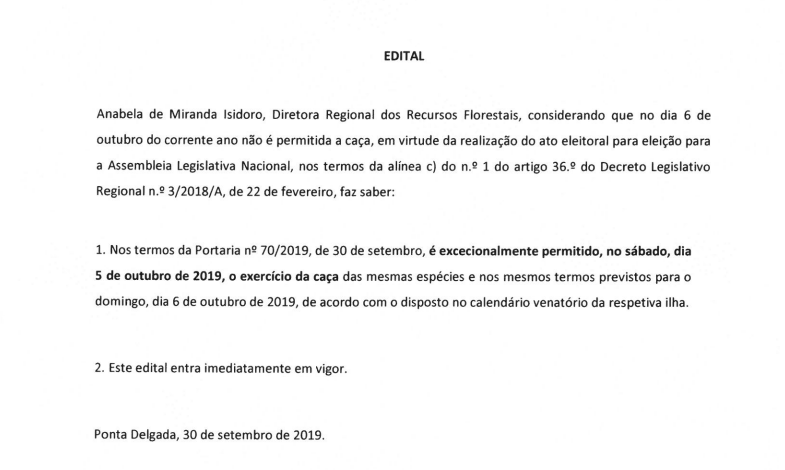 EDITAL
Anabela de Miranda Isidoro, Diretora Regional dos Recursos Florestais, considerando que no dia 6 de
outubro do corrente ano não é permitida a caça, em virtude da realização do ato eleitoral para eleição para
a Assembleia Legislativa Nacional, nos termos da alínea c) do n.º 1 do artigo 36.º do Decreto Legislativo
Regional n.º 3/2018/A, de 22 de fevereiro, faz saber:
1. Nos termos da Portaria nº 70/2019, de 30 de setembro, é excecionalmente permitido, no sábado, dia
5 de outubro de 2019, o exercício da caça das mesmas espécies e nos mesmos termos previstos para o
domingo, dia 6 de outubro de 2019, de acordo com o disposto no calendário venatório da respetiva ilha.
2. Este edital entra imediatamente em vigor.
Ponta Delgada, 30 de setembro de 2019.